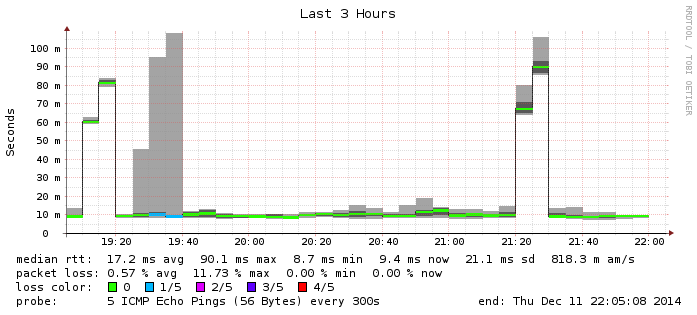 Last 3 Hours
RRDTOOL / TOBI OETIKER
Seconds
100 m
90 m
80 m
70 m
60 m
50 m
40 m
30 m
20 m
10 m
0
19:20 19:40 20:00 20:20 20:40 21:00 21:20 21:40 22:00
median rtt: 17.2 ms avg 90.1 ms max 8.7 ms min 9.4 ms now 21.1 ms sd 818.3 m am/s
packet loss: 0.57 % avg 11.73 % max 0.00 % min 0.00 % now
loss color: 0 1/5 2/5 3/5 4/5
probe: 5 ICMP Echo Pings (56 Bytes) every 300s end: Thu Dec 11 22:05:08 2014